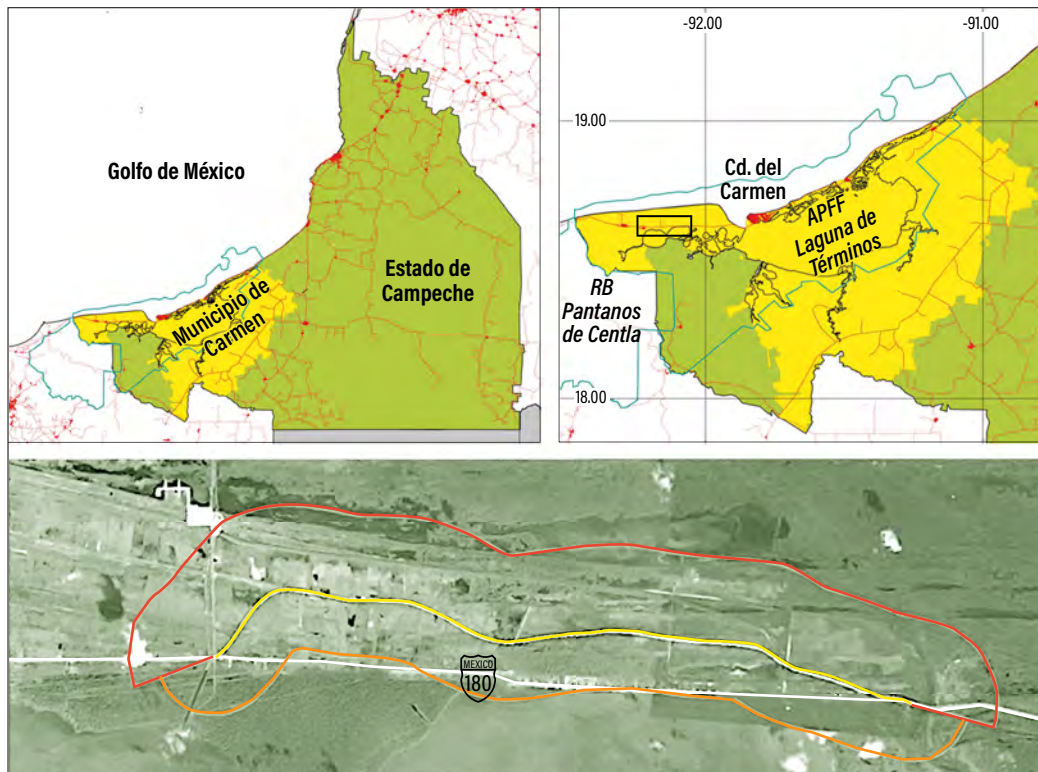 Golfo de México
Estado de
Campeche
Municipio de
Carmen
-92.00
-91.00
19.00
Cd. del
Carmen
APFF
Laguna de
Términos
RB
Pantanos
de Centla
18.00
MEXICO
180